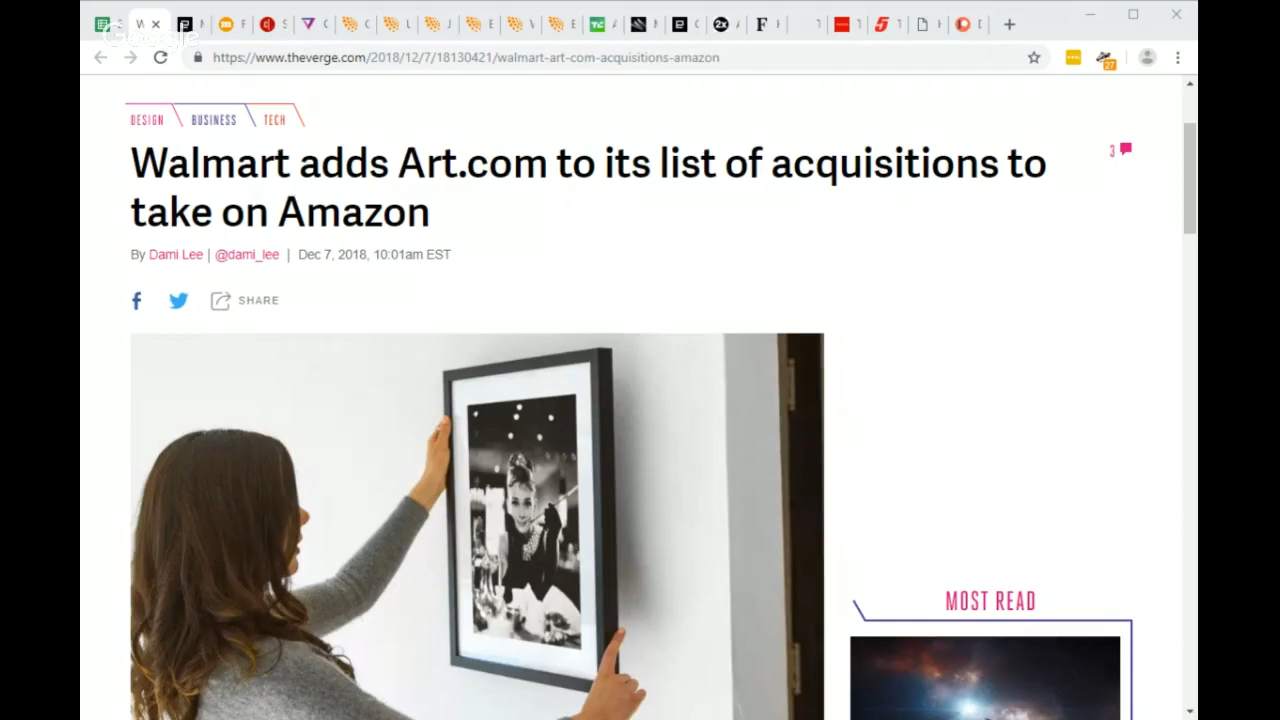 Google
https://www.theverge.com/2018/12/7/18130421/walmart-art-com-acquisitions-amazon
27
DESIGN
BUSINESS
TECH
Walmart adds Art.com to its list of acquisitions to
take on Amazon
3
By Dami Lee | @dami_lee | Dec 7, 2018, 10:01am EST
SHARE
MOST READ